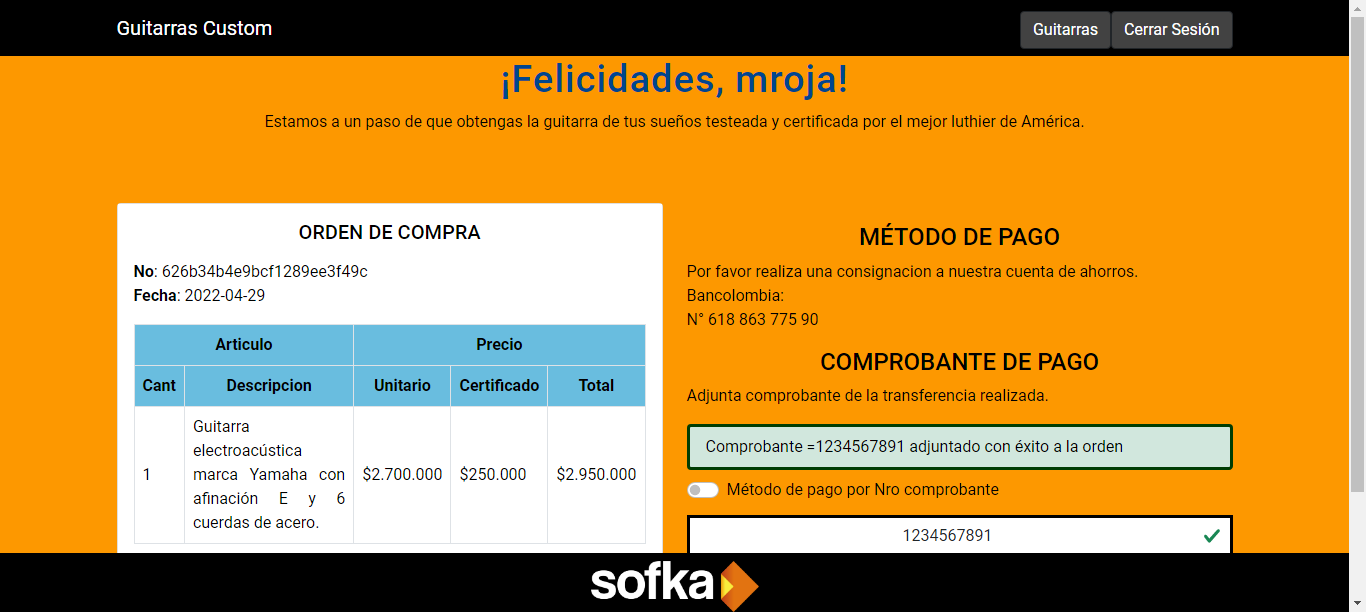 Guitarras Custom
Guitarras
Cerrar Sesión
¡Felicidades, mroja!
Estamos a un paso de que obtengas la guitarra de tus sueños testeada y certificada por el mejor luthier de América.
ORDEN DE COMPRA
No: 626b34b4e9bcf1289ee3f49c
Fecha: 2022-04-29
Articulo Precio
Cant Descripcion Unitario Certificado Total
Guitarra
electroacústica
1 marca Yamaha con $2.700.000 $250.000 $2.950.000
afinación E y 6
cuerdas de acero.
MÉTODO DE PAGO
Por favor realiza una consignacion a nuestra cuenta de ahorros.
Bancolombia:
N° 618 863 775 90
COMPROBANTE DE PAGO
Adjunta comprobante de la transferencia realizada.
Comprobante =1234567891 adjuntado con éxito a la orden
Método de pago por Nro comprobante
1234567891
sofka